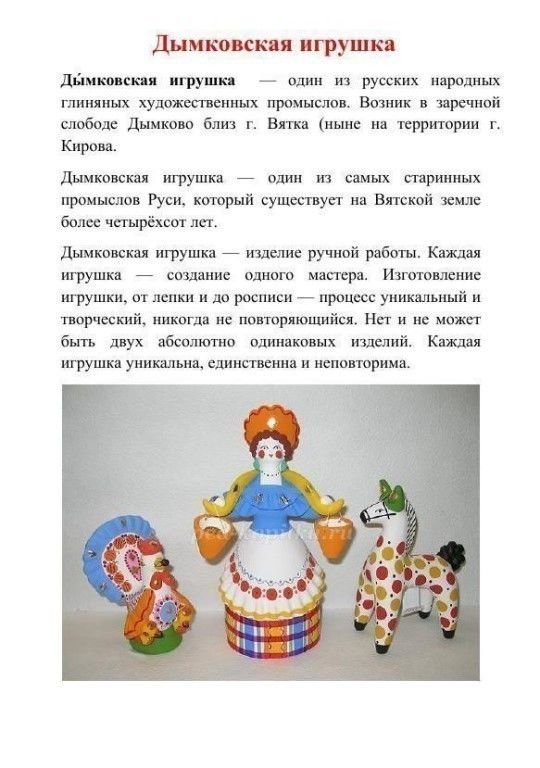 Дымковская игрушка
Ды́мковская игрушка — один из русских народных
глиняных художественных промыслов. Возник в заречной
слободе Дымково близ г. Вятка (ныне на территории г.
Кирова.
Дымковская игрушка — один из самых старинных
промыслов Руси, который существует на Вятской земле
более четырёхсот лет.
Дымковская игрушка — изделие ручной работы. Каждая
игрушка — создание одного мастера. Изготовление
игрушки, от лепки и до росписи — процесс уникальный и
творческий, никогда не повторяющийся. Нет и не может
быть двух абсолютно одинаковых изделий. Каждая
игрушка уникальна, единственна и неповторима.